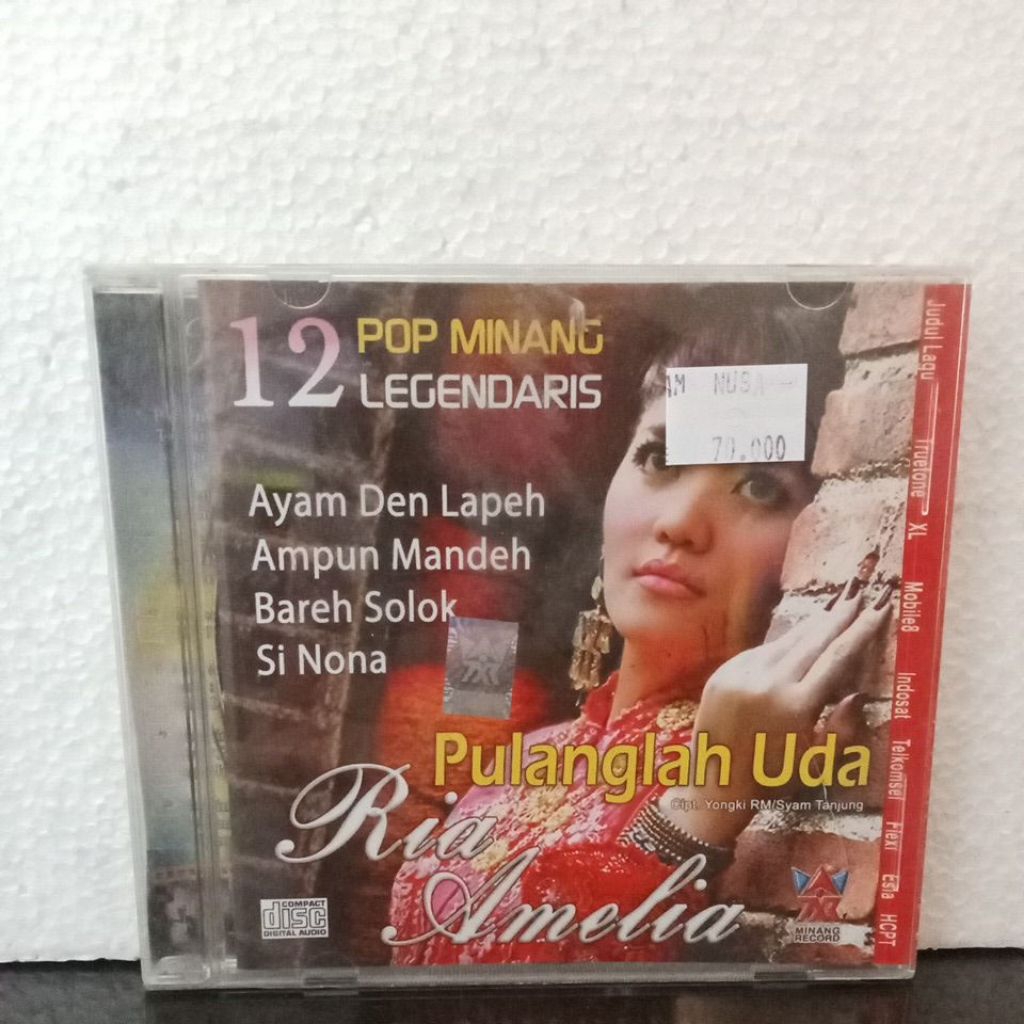 12 POP MINANG
LEGENDARIS
NUSA
70.000
Ayam Den Lapeh
Ampun Mandeh
Bareh Solok
Si Nona
Pulanglah Uda
Cipt. Yongki RM/Syam Tanjung
Ria
Amelia
COMPACT
disc
DIGITAL AUDIO
MINANG
RECORD
Judul Lagu Truetone XL Mobile8 Indosat Telkomsel Flexi Esia HCPT